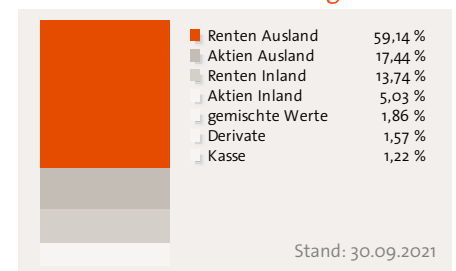 Renten Ausland 59,14 %
Aktien Ausland 17,44 %
Renten Inland 13,74 %
Aktien Inland 5,03 %
gemischte Werte 1,86 %
Derivate 1,57 %
Kasse 1,22 %
Stand: 30.09.2021